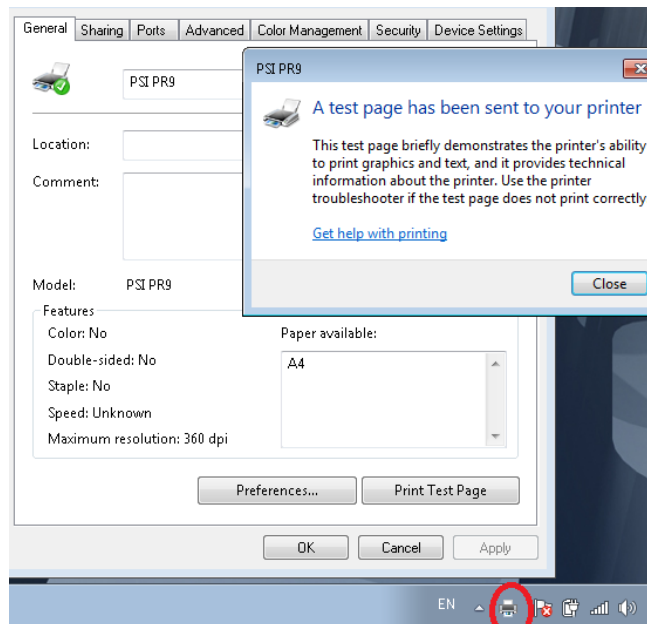 General Sharing Ports Advanced Color Management Security Device Settings
PSI PR9
PSI PR9
A test page has been sent to your printer
This test page briefly demonstrates the printer's ability
to print graphics and text, and it provides technical
information about the printer. Use the printer
troubleshooter if the test page does not print correctly
Get help with printing
Close
Location:
Comment:
Model: PSI PR9
Features
Color: No
Double-sided: No
Staple: No
Speed: Unknown
Maximum resolution: 360 dpi
Paper available:
A4
Preferences... Print Test Page
OK Cancel Apply
EN